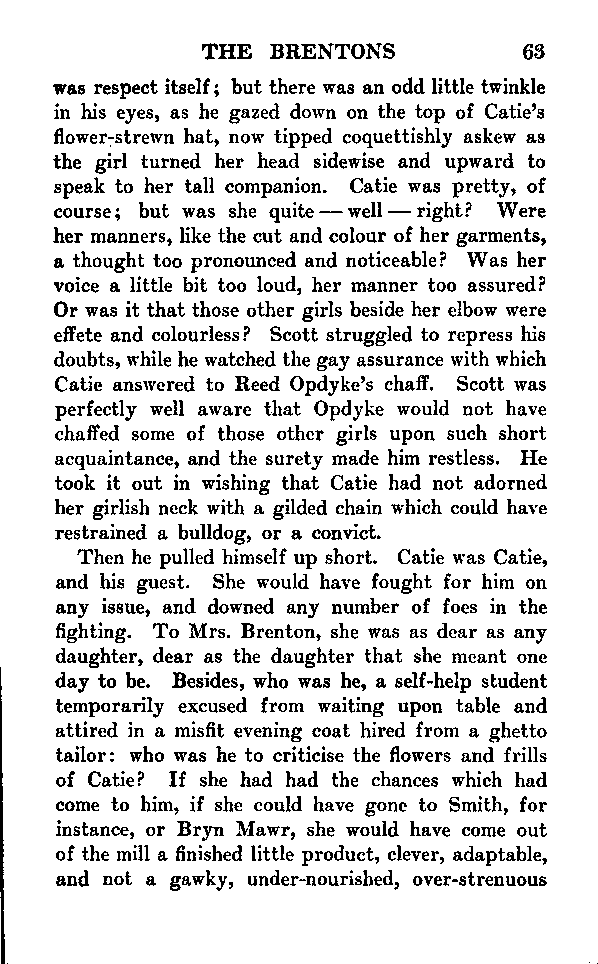 THE BRENTONS 63
was respect itself; but there was an odd little twinkle
in his eyes, as he gazed down on the top of Catie's
flower-strewn hat, now tipped coquettishly askew as
the girl turned her head sidewise and upward to
speak to her tall companion. Catie was pretty, of
course; but was she quite — well — right? Were
her manners, like the cut and colour of her garments,
a thought too pronounced and noticeable? Was her
voice a little bit too loud, her manner too assured?
Or was it that those other girls beside her elbow were
effete and colourless? Scott struggled to repress his
doubts, while he watched the gay assurance with which
Catie answered to Reed Opdyke's chaff. Scott was
perfectly well aware that Opdyke would not have
chaffed some of those other girls upon such short
acquaintance, and the surety made him restless. He
took it out in wishing that Catie had not adorned
her girlish neck with a gilded chain which could have
restrained a bulldog, or a convict.
Then he pulled himself up short. Catie was Catie,
and his guest. She would have fought for him on
any issue, and downed any number of foes in the
fighting. To Mrs. Brenton, she was as dear as any
daughter, dear as the daughter that she meant one
day to be. Besides, who was he, a self-help student
temporarily excused from waiting upon table and
attired in a misfit evening coat hired from a ghetto
tailor: who was he to criticise the flowers and frills
of Catie? If she had had the chances which had
come to him, if she could have gone to Smith, for
instance, or Bryn Mawr, she would have come out
of the mill a finished little product, clever, adaptable,
and not a gawky, under-nourished, over-strenuous